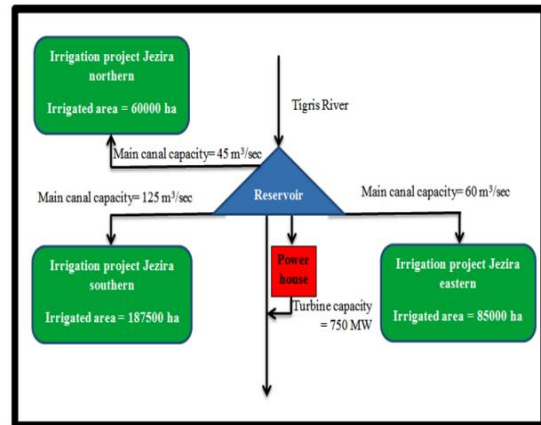 Irrigation project Jezira
northern
Irrigated area = 60000 ha
Tigris River
Main canal capacity= 45 m³/sec
Main canal capacity= 125 m³/sec
Reservoir
Main canal capacity= 60 m³/sec
Irrigation project Jezira
southern
Irrigated area = 187500 ha
Power
house
Turbine capacity
= 750 MW
Irrigation project Jezira
eastern
Irrigated area = 85000 ha